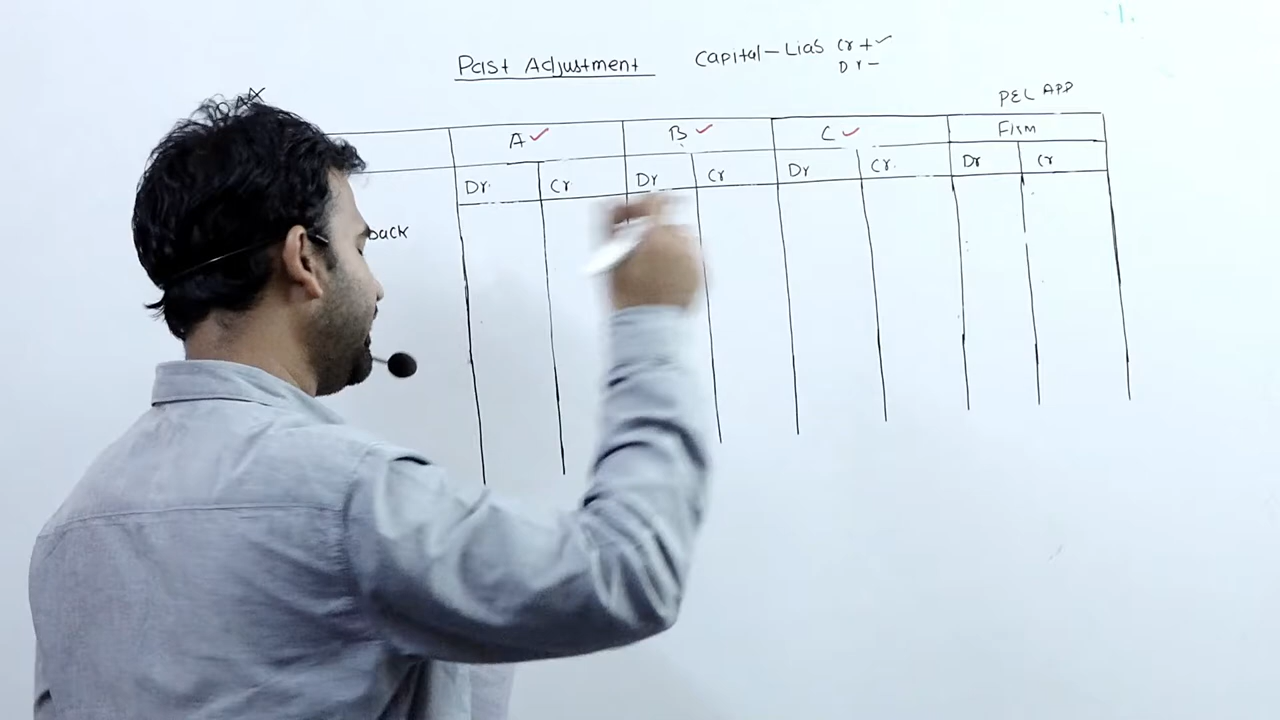 Past Adjustment Capital - Lias Cr + ✓
Dr -
P&L APP
A ✓ B ✓ C ✓ Firm
Dr. Cr Dr Cr Dr Cr. Dr Cr
back